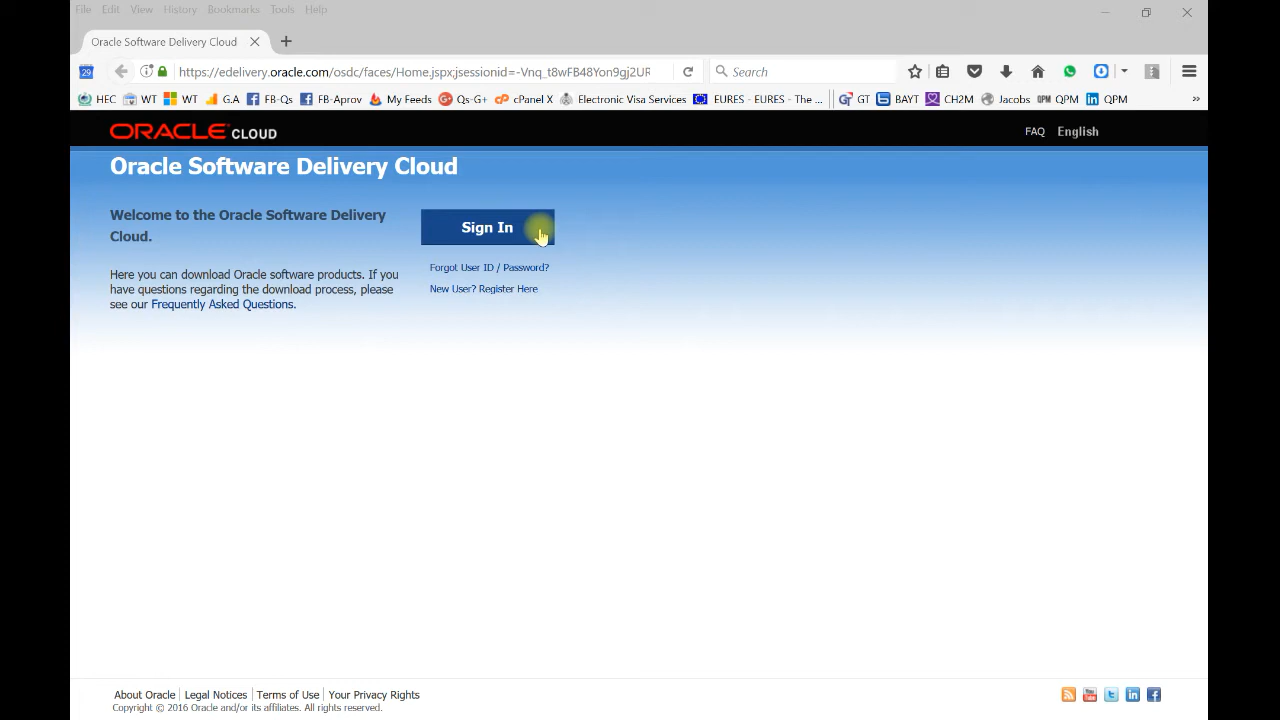 File Edit View History Bookmarks Tools Help
Oracle Software Delivery Cloud
29 https://edelivery.oracle.com/osdc/faces/Home.jspx;jsessionid=-Vnq_t8wFB48Yon9gj2UR Search
HEC WT WT G.A FB-Qs FB-Aprov My Feeds Qs-G+ cPanel X Electronic Visa Services EURES - EURES - The ... GT BAYT CH2M Jacobs QPM QPM
ORACLE CLOUD FAQ English
Oracle Software Delivery Cloud
Welcome to the Oracle Software Delivery
Cloud.
Here you can download Oracle software products. If you
have questions regarding the download process, please
see our Frequently Asked Questions.
Sign In
Forgot User ID / Password?
New User? Register Here
About Oracle | Legal Notices | Terms of Use | Your Privacy Rights
Copyright © 2016 Oracle and/or its affiliates. All rights reserved.